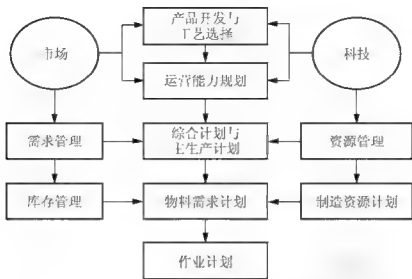 产品开发与
工艺选择
市场
科技
运营能力规划
需求管理
综合计划与
主生产计划
资源管理
库存管理
物料需求计划
制造资源计划
作业计划